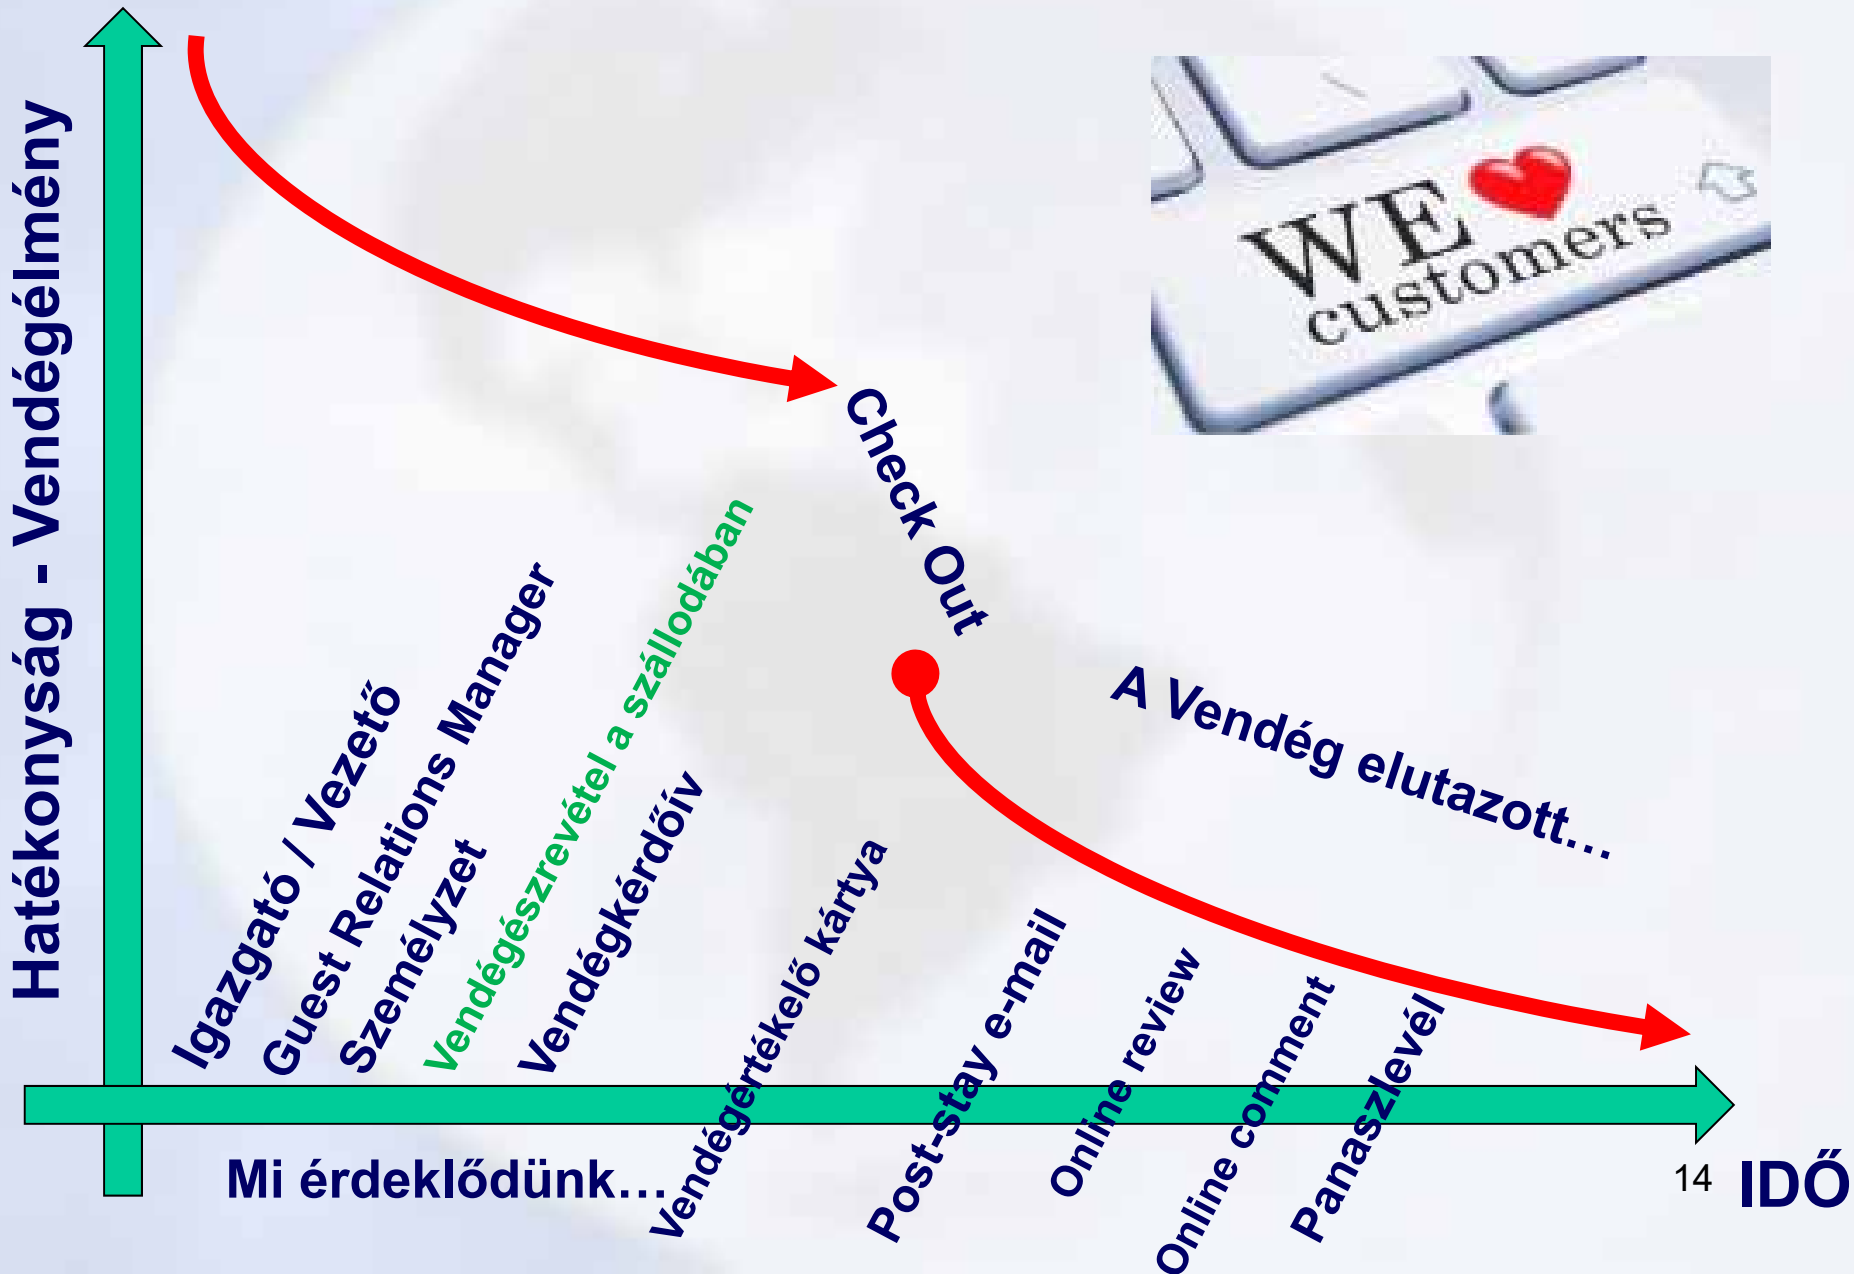 Hatékonyság - Vendégélmény
WE
customers
Check Out
A Vendég elutazott…
Igazgató / Vezető
Guest Relations Manager
Személyzet
Vendégészrevétel a szállodában
Vendégkérdőív
Vendégértékelő kártya
Post-stay e-mail
Online review
Online comment
Panaszlevél
Mi érdeklődünk…
14
IDŐ